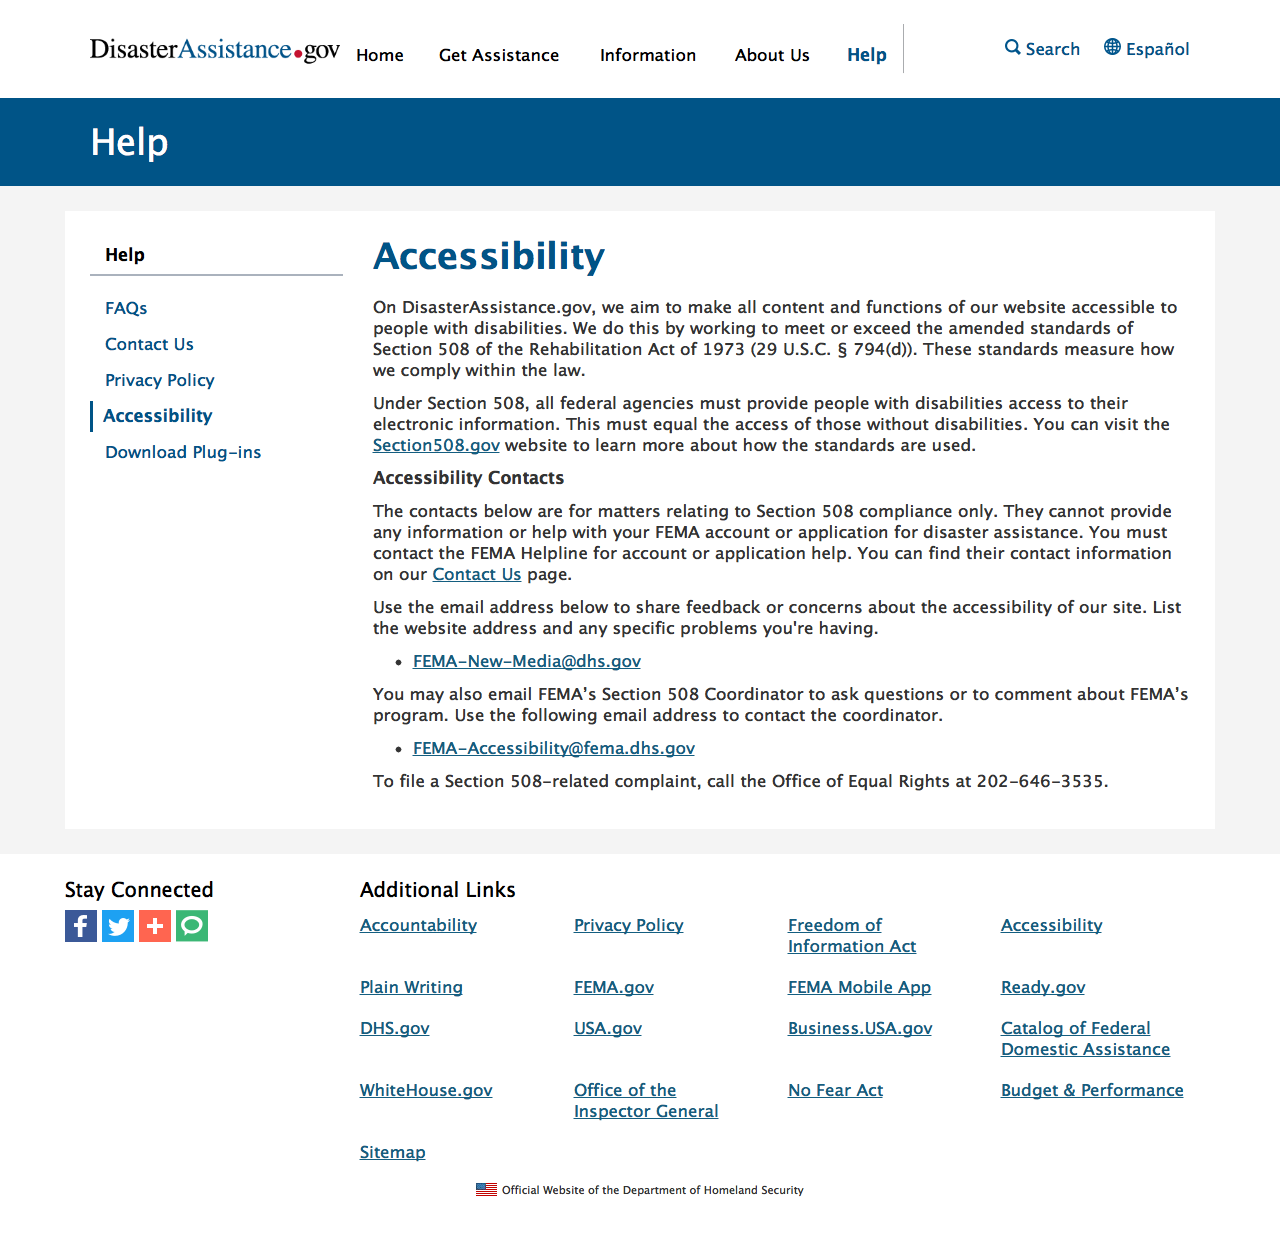 DisasterAssistance.gov
Home
Get Assistance
Information
About Us
Help
Search
Español
Help
Help
FAQs
Contact Us
Privacy Policy
Accessibility
Download Plug-ins
Accessibility
On DisasterAssistance.gov, we aim to make all content and functions of our website accessible to
people with disabilities. We do this by working to meet or exceed the amended standards of
Section 508 of the Rehabilitation Act of 1973 (29 U.S.C. § 794(d)). These standards measure how
we comply within the law.
Under Section 508, all federal agencies must provide people with disabilities access to their
electronic information. This must equal the access of those without disabilities. You can visit the
Section508.gov website to learn more about how the standards are used.
Accessibility Contacts
The contacts below are for matters relating to Section 508 compliance only. They cannot provide
any information or help with your FEMA account or application for disaster assistance. You must
contact the FEMA Helpline for account or application help. You can find their contact information
on our Contact Us page.
Use the email address below to share feedback or concerns about the accessibility of our site. List
the website address and any specific problems you're having.
• FEMA-New-Media@dhs.gov
You may also email FEMA’s Section 508 Coordinator to ask questions or to comment about FEMA’s
program. Use the following email address to contact the coordinator.
• FEMA-Accessibility@fema.dhs.gov
To file a Section 508-related complaint, call the Office of Equal Rights at 202-646-3535.
Stay Connected
Additional Links
Accountability
Privacy Policy
Freedom of
Information Act
Accessibility
Plain Writing
FEMA.gov
FEMA Mobile App
Ready.gov
DHS.gov
USA.gov
Business.USA.gov
Catalog of Federal
Domestic Assistance
WhiteHouse.gov
Office of the
Inspector General
No Fear Act
Budget & Performance
Sitemap
Official Website of the Department of Homeland Security